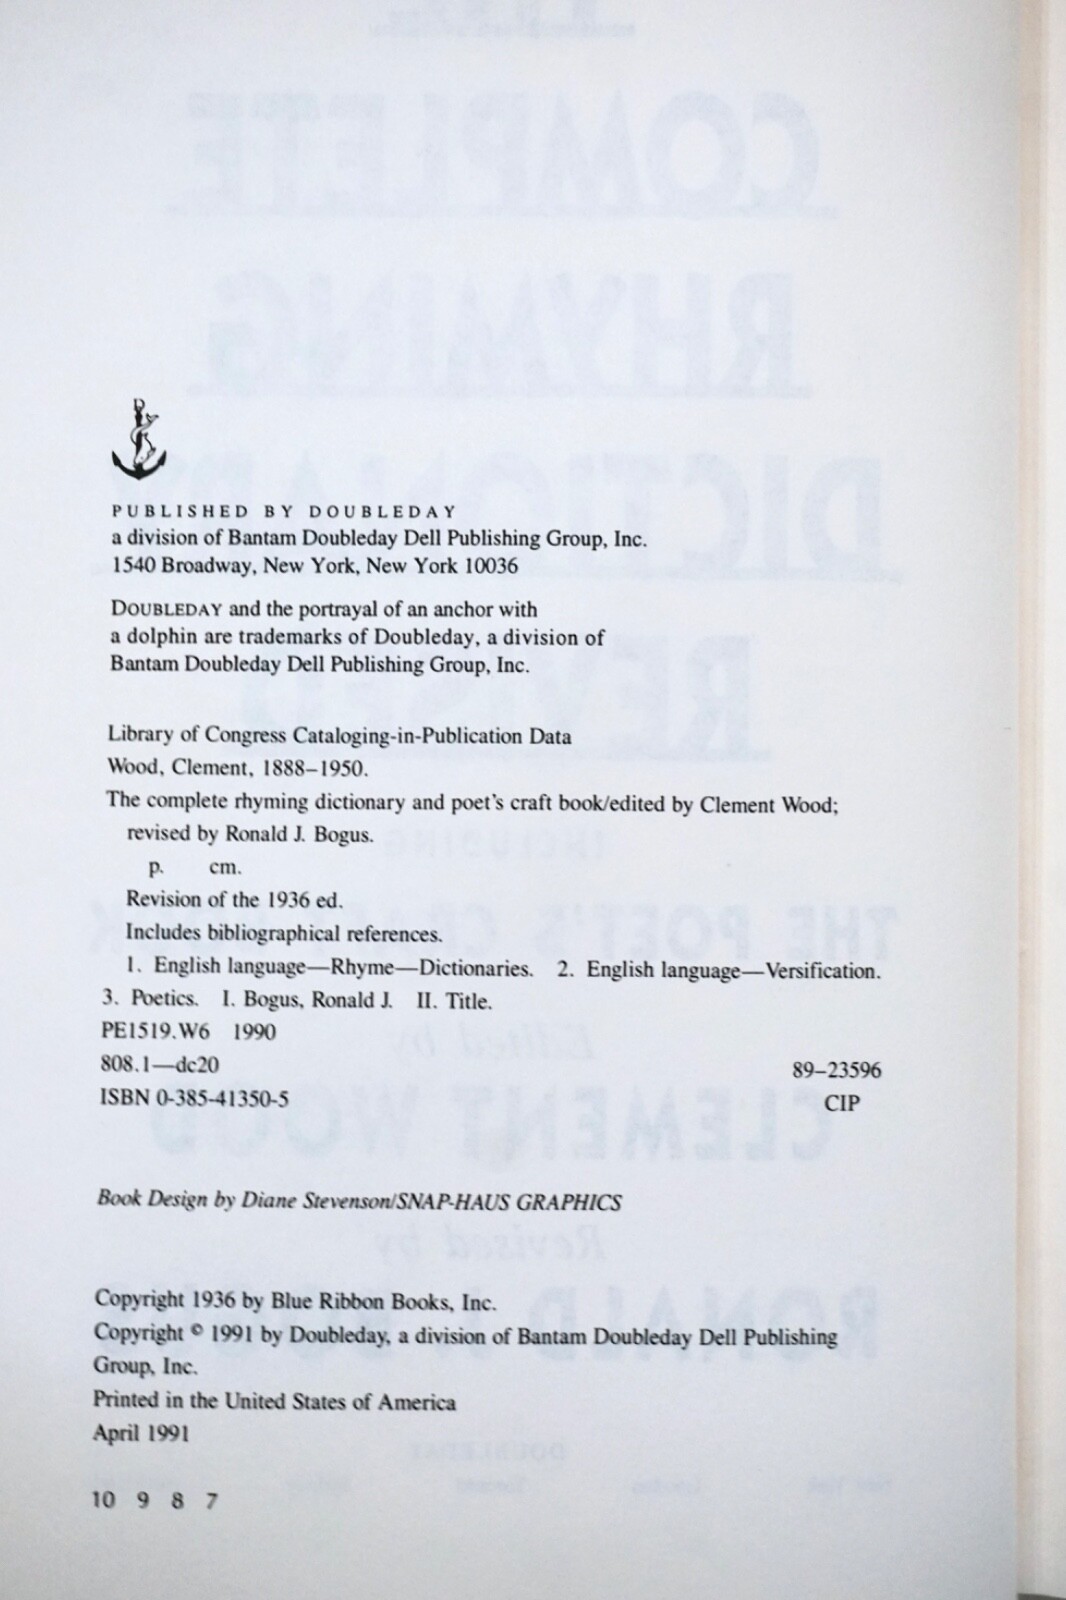 PUBLISHED BY DOUBLEDAY
a division of Bantam Doubleday Dell Publishing Group, Inc.
1540 Broadway, New York, New York 10036
DOUBLEDAY and the portrayal of an anchor with
a dolphin are trademarks of Doubleday, a division of
Bantam Doubleday Dell Publishing Group, Inc.
Library of Congress Cataloging-in-Publication Data
Wood, Clement, 1888–1950.
The complete rhyming dictionary and poet's craft book/edited by Clement Wood;
revised by Ronald J. Bogus.
p. cm.
Revision of the 1936 ed.
Includes bibliographical references.
1. English language—Rhyme—Dictionaries. 2. English language—Versification.
3. Poetics. I. Bogus, Ronald J. II. Title.
PE1519.W6 1990
808.1—dc20 89–23596
ISBN 0-385-41350-5 CIP
Book Design by Diane Stevenson/SNAP-HAUS GRAPHICS
Copyright 1936 by Blue Ribbon Books, Inc.
Copyright © 1991 by Doubleday, a division of Bantam Doubleday Dell Publishing
Group, Inc.
Printed in the United States of America
April 1991
10 9 8 7